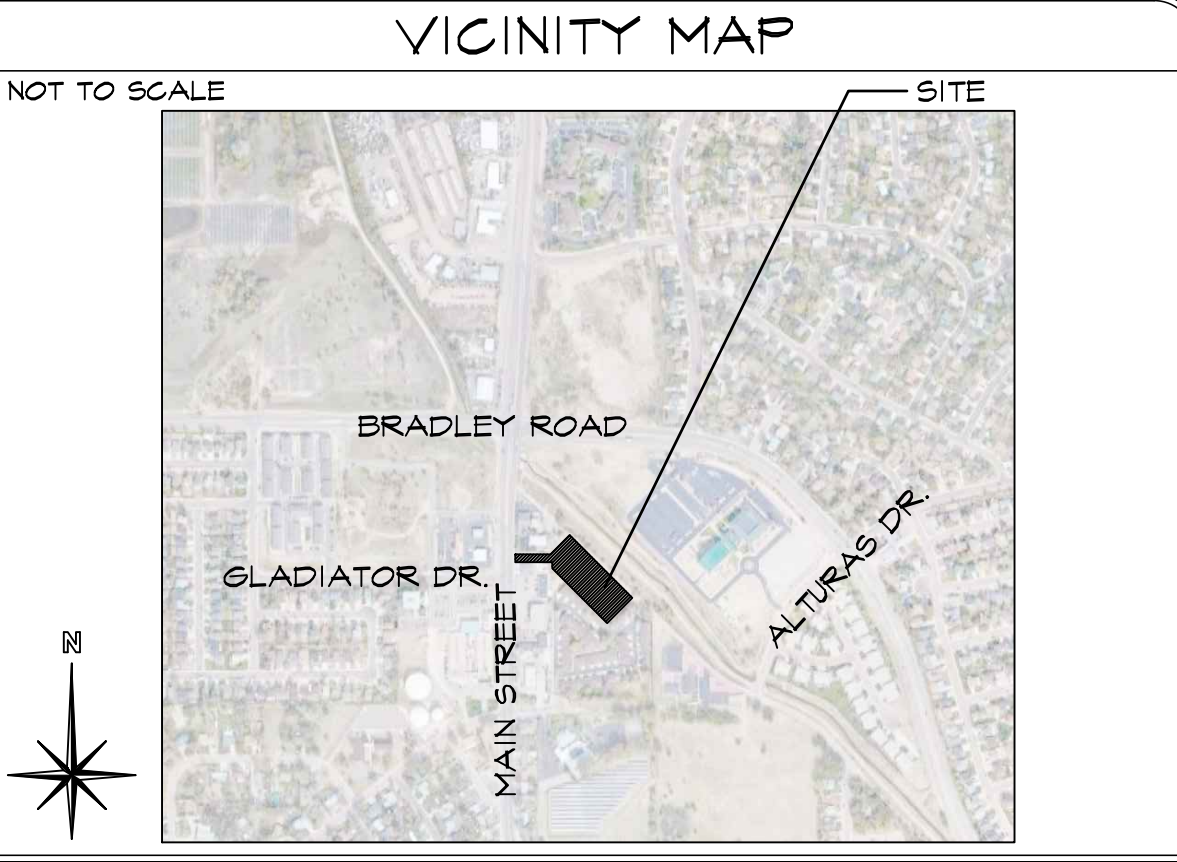 VICINITY MAP
NOT TO SCALE
SITE
BRADLEY ROAD
ALTURAS DR.
GLADIATOR DR.
MAIN STREET
N